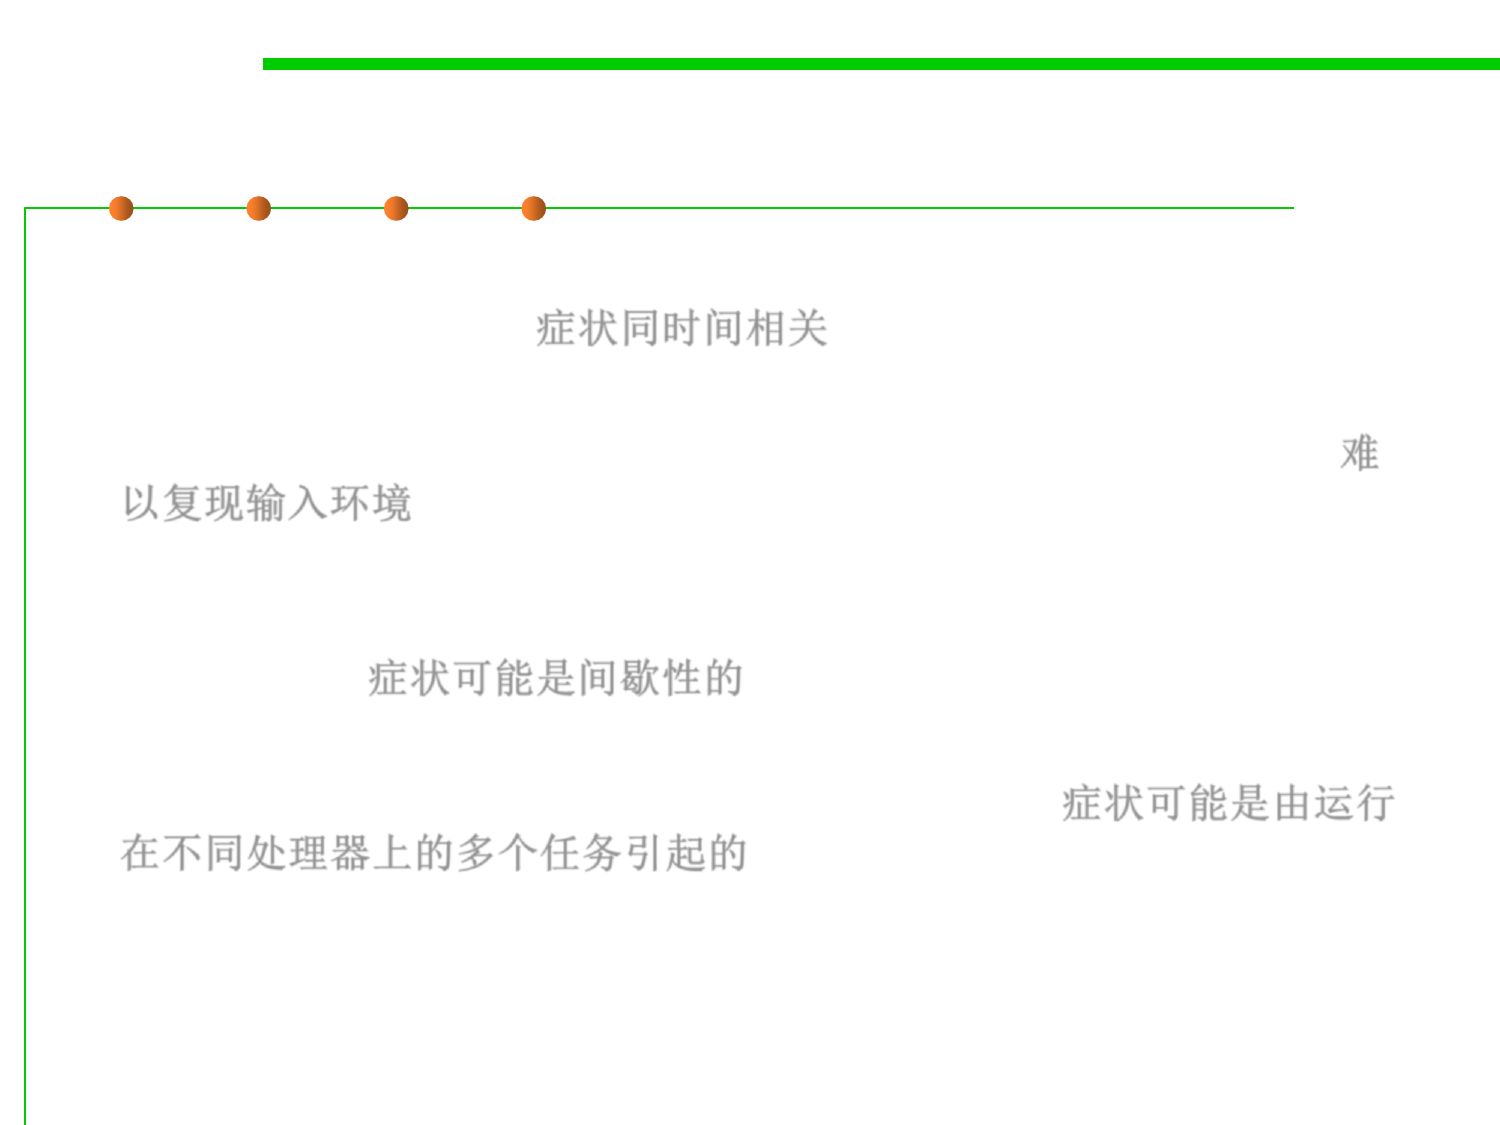 症状同时间相关
难
以复现输入环境
症状可能是间歇性的
症状可能是由运行
在不同处理器上的多个任务引起的